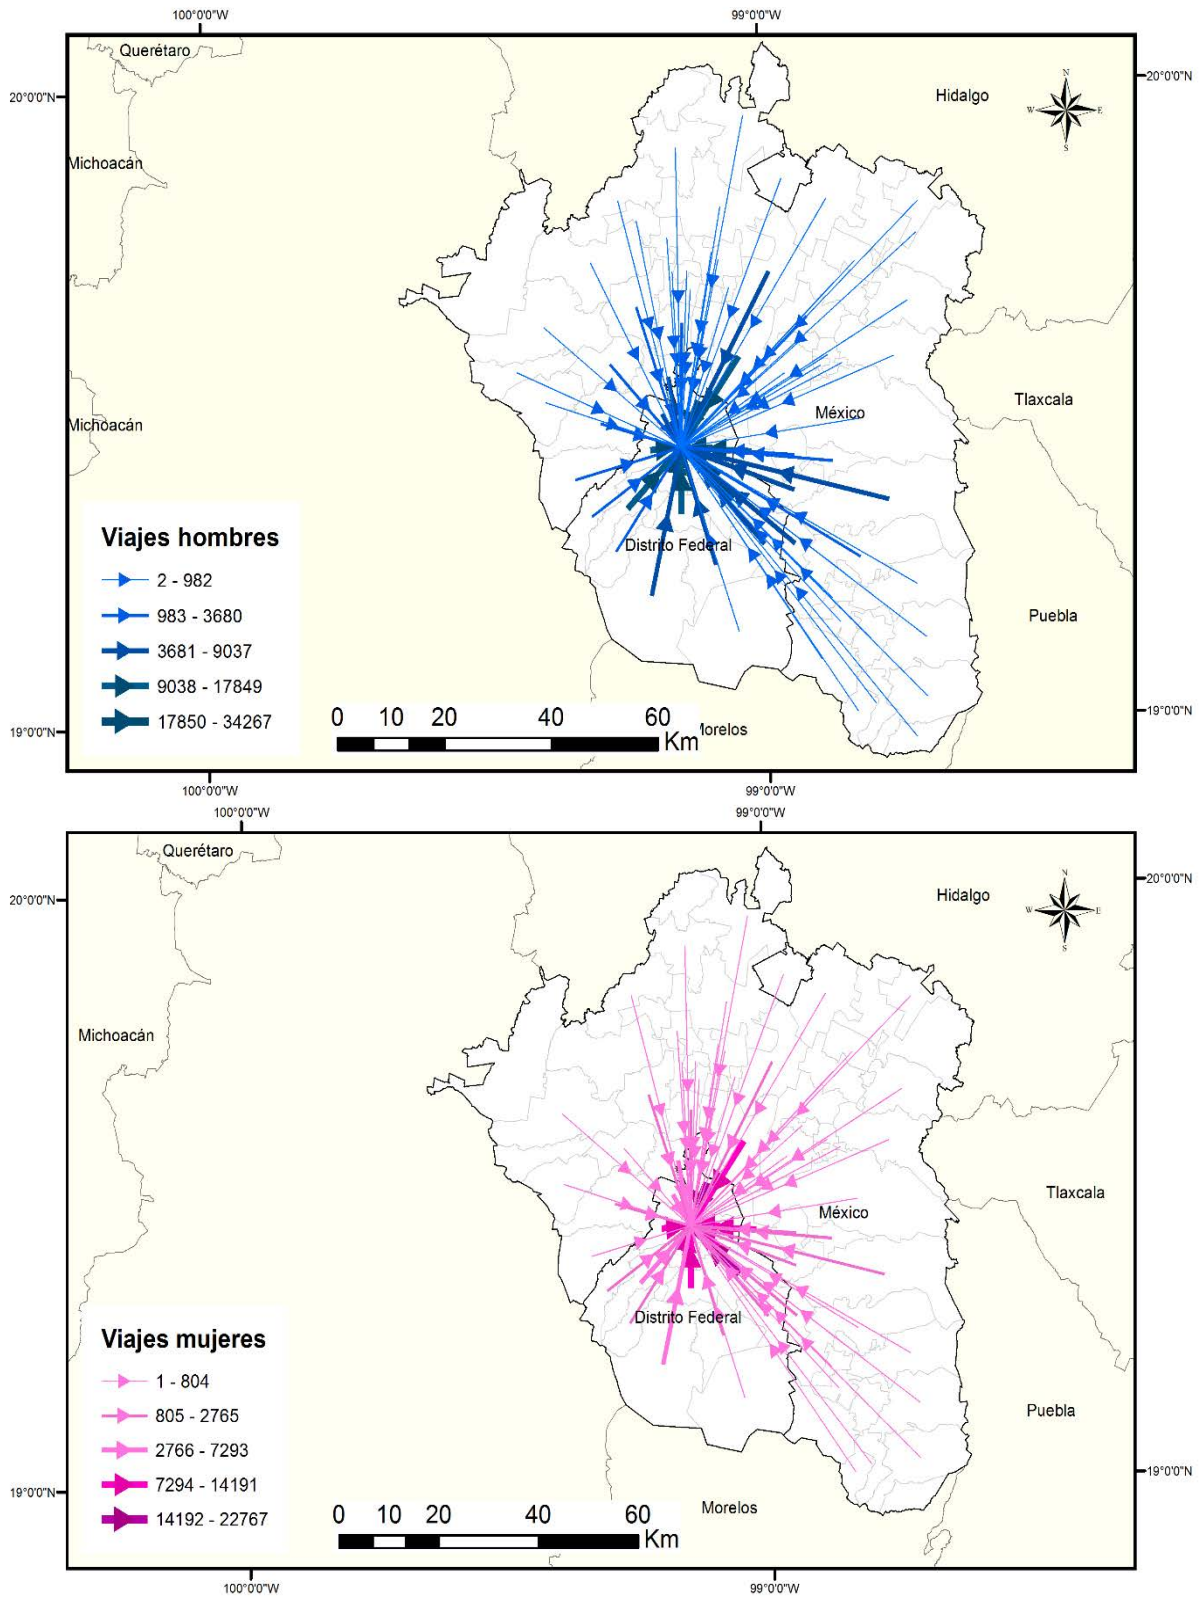 100°0'0"W 99°0'0"W
Querétaro
20°0'0"N
Hidalgo
N
W E
S
20°0'0"N
Michoacán
México
Tlaxcala
Michoacán
Viajes hombres
Distrito Federal
2 - 982
983 - 3680
Puebla
3681 - 9037
9038 - 17849
17850 - 34267
0 10 20 40 60
Km
Morelos
19°0'0"N
19°0'0"N
100°0'0"W 99°0'0"W
100°0'0"W 99°0'0"W
Querétaro
20°0'0"N
Hidalgo
N
W E
S
20°0'0"N
Michoacán
Tlaxcala
México
Distrito Federal
Viajes mujeres
1 - 804
805 - 2765
Puebla
2766 - 7293
7294 - 14191
14192 - 22767
19°0'0"N
19°0'0"N
Morelos
0 10 20 40 60
Km
100°0'0"W 99°0'0"W